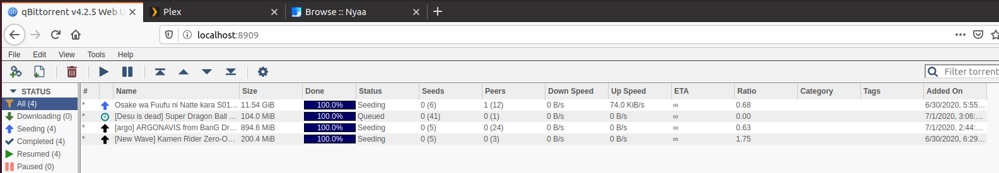 qb qBittorrent v4.2.5 Web U
Plex
Browse :: Nyaa
localhost:8909
File Edit View Tools Help
Filter torrent
STATUS
All (4)
Downloading (0)
Seeding (4)
Completed (4)
Resumed (4)
Paused (0)
# Name Size Done Status Seeds Peers Down Speed Up Speed ETA Ratio Category Tags Added On
* Osake wa Fuufu ni Natte kara S01... 11.54 GiB 100.0% Seeding 0 (6) 1 (12) 0 B/s 74.0 KiB/s ∞ 0.68 6/30/2020, 5:55...
* [Desu is dead] Super Dragon Ball ... 104.0 MiB 100.0% Queued 0 (41) 0 (1) 0 B/s 0 B/s ∞ 0.00 7/1/2020, 3:06:...
* [argo] ARGONAVIS from BanG Dr... 894.6 MiB 100.0% Seeding 0 (5) 0 (24) 0 B/s 0 B/s ∞ 0.63 7/1/2020, 2:44:...
* [New Wave] Kamen Rider Zero-O... 200.4 MiB 100.0% Seeding 0 (5) 0 (3) 0 B/s 0 B/s ∞ 1.75 6/30/2020, 6:29...